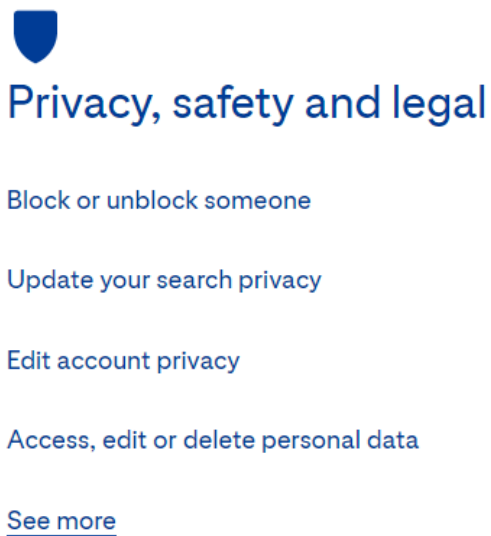 Privacy, safety and legal
Block or unblock someone
Update your search privacy
Edit account privacy
Access, edit or delete personal data
See more